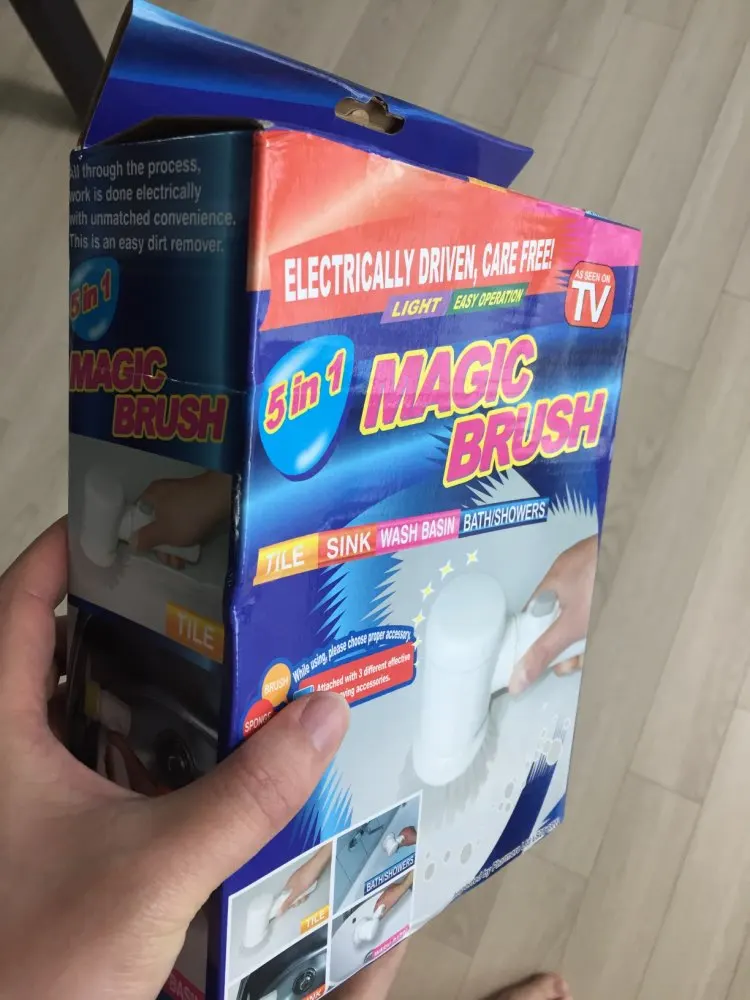 All through the process,
work is done electrically
with unmatched convenience.
This is an easy dirt remover.
5 in 1
MAGIC
BRUSH
TILE
ELECTRICALLY DRIVEN, CARE FREE!
LIGHT EASY OPERATION
AS SEEN ON
TV
5 in 1
MAGIC
BRUSH
TILE SINK WASH BASIN BATH/SHOWERS
While using, please choose proper accessory.
BRUSH
Attached with 3 different effective
accessories.
SPONGE
BATH/SHOWERS
TILE